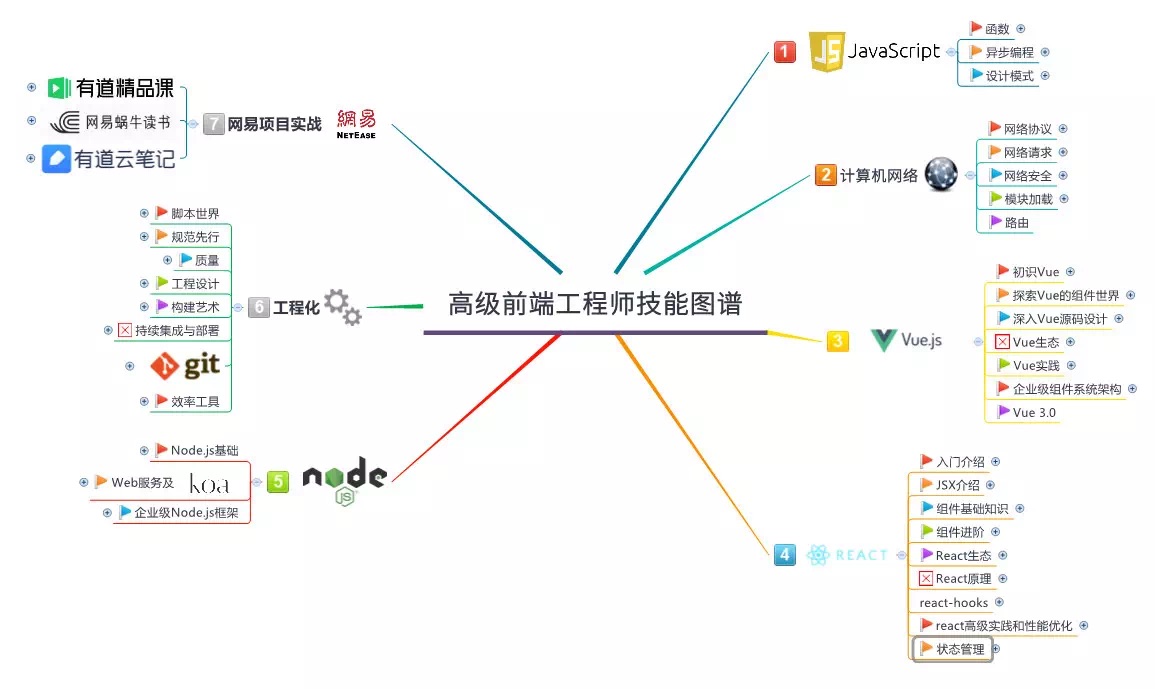 高级前端工程师技能图谱
1
JS JavaScript
函数
异步编程
设计模式
2 计算机网络
网络协议
网络请求
网络安全
模块加载
路由
3 Vue.js
初识Vue
探索Vue的组件世界
深入Vue源码设计
Vue生态
Vue实践
企业级组件系统架构
Vue 3.0
4 REACT
入门介绍
JSX介绍
组件基础知识
组件进阶
React生态
React原理
react-hooks
react高级实践和性能优化
状态管理
5 node
JS
Node.js基础
Web服务及 koa
企业级Node.js框架
6 工程化
脚本世界
规范先行
质量
工程设计
构建艺术
持续集成与部署
git
效率工具
7 网易项目实战 網易
NETEASE
有道精品课
网易蜗牛读书
有道云笔记